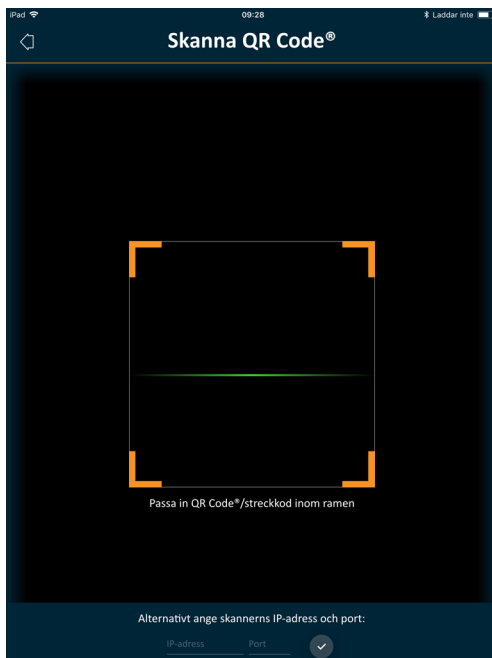 iPad 09:28 Laddar inte
Skanna QR Code®
Passa in QR Code®/streckkod inom ramen
Alternativt ange skannerns IP-adress och port:
IP-adress Port